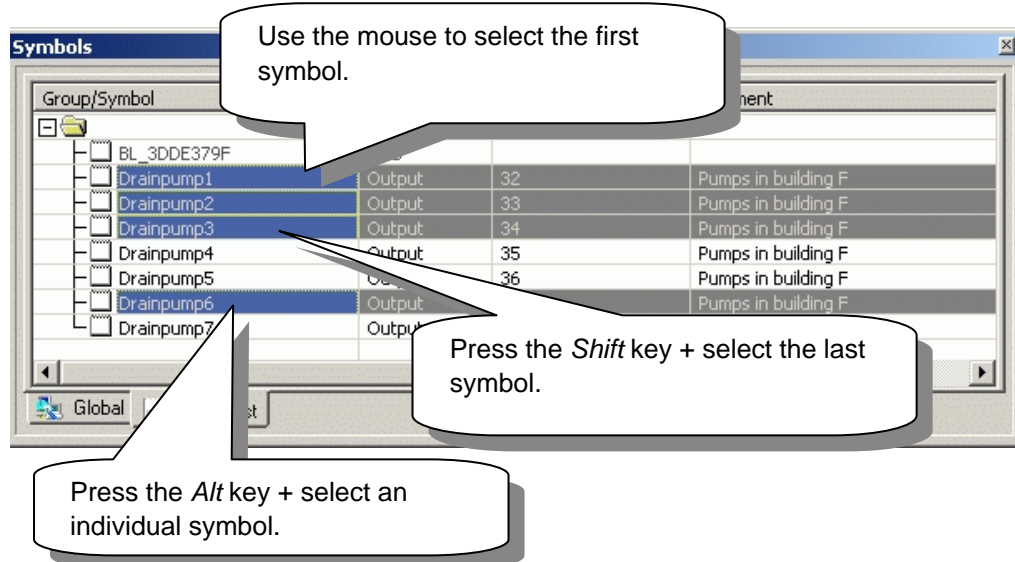 Use the mouse to select the first
symbol.
Symbols
Group/Symbol
BL_3DDE379F
Drainpump1 Output 32 Pumps in building F
Drainpump2 Output 33 Pumps in building F
Drainpump3 Output 34 Pumps in building F
Drainpump4 Output 35 Pumps in building F
Drainpump5 36 Pumps in building F
Drainpump6 Output Pumps in building F
Drainpump7 Output
Press the Shift key + select the last
symbol.
Global
Press the Alt key + select an
individual symbol.